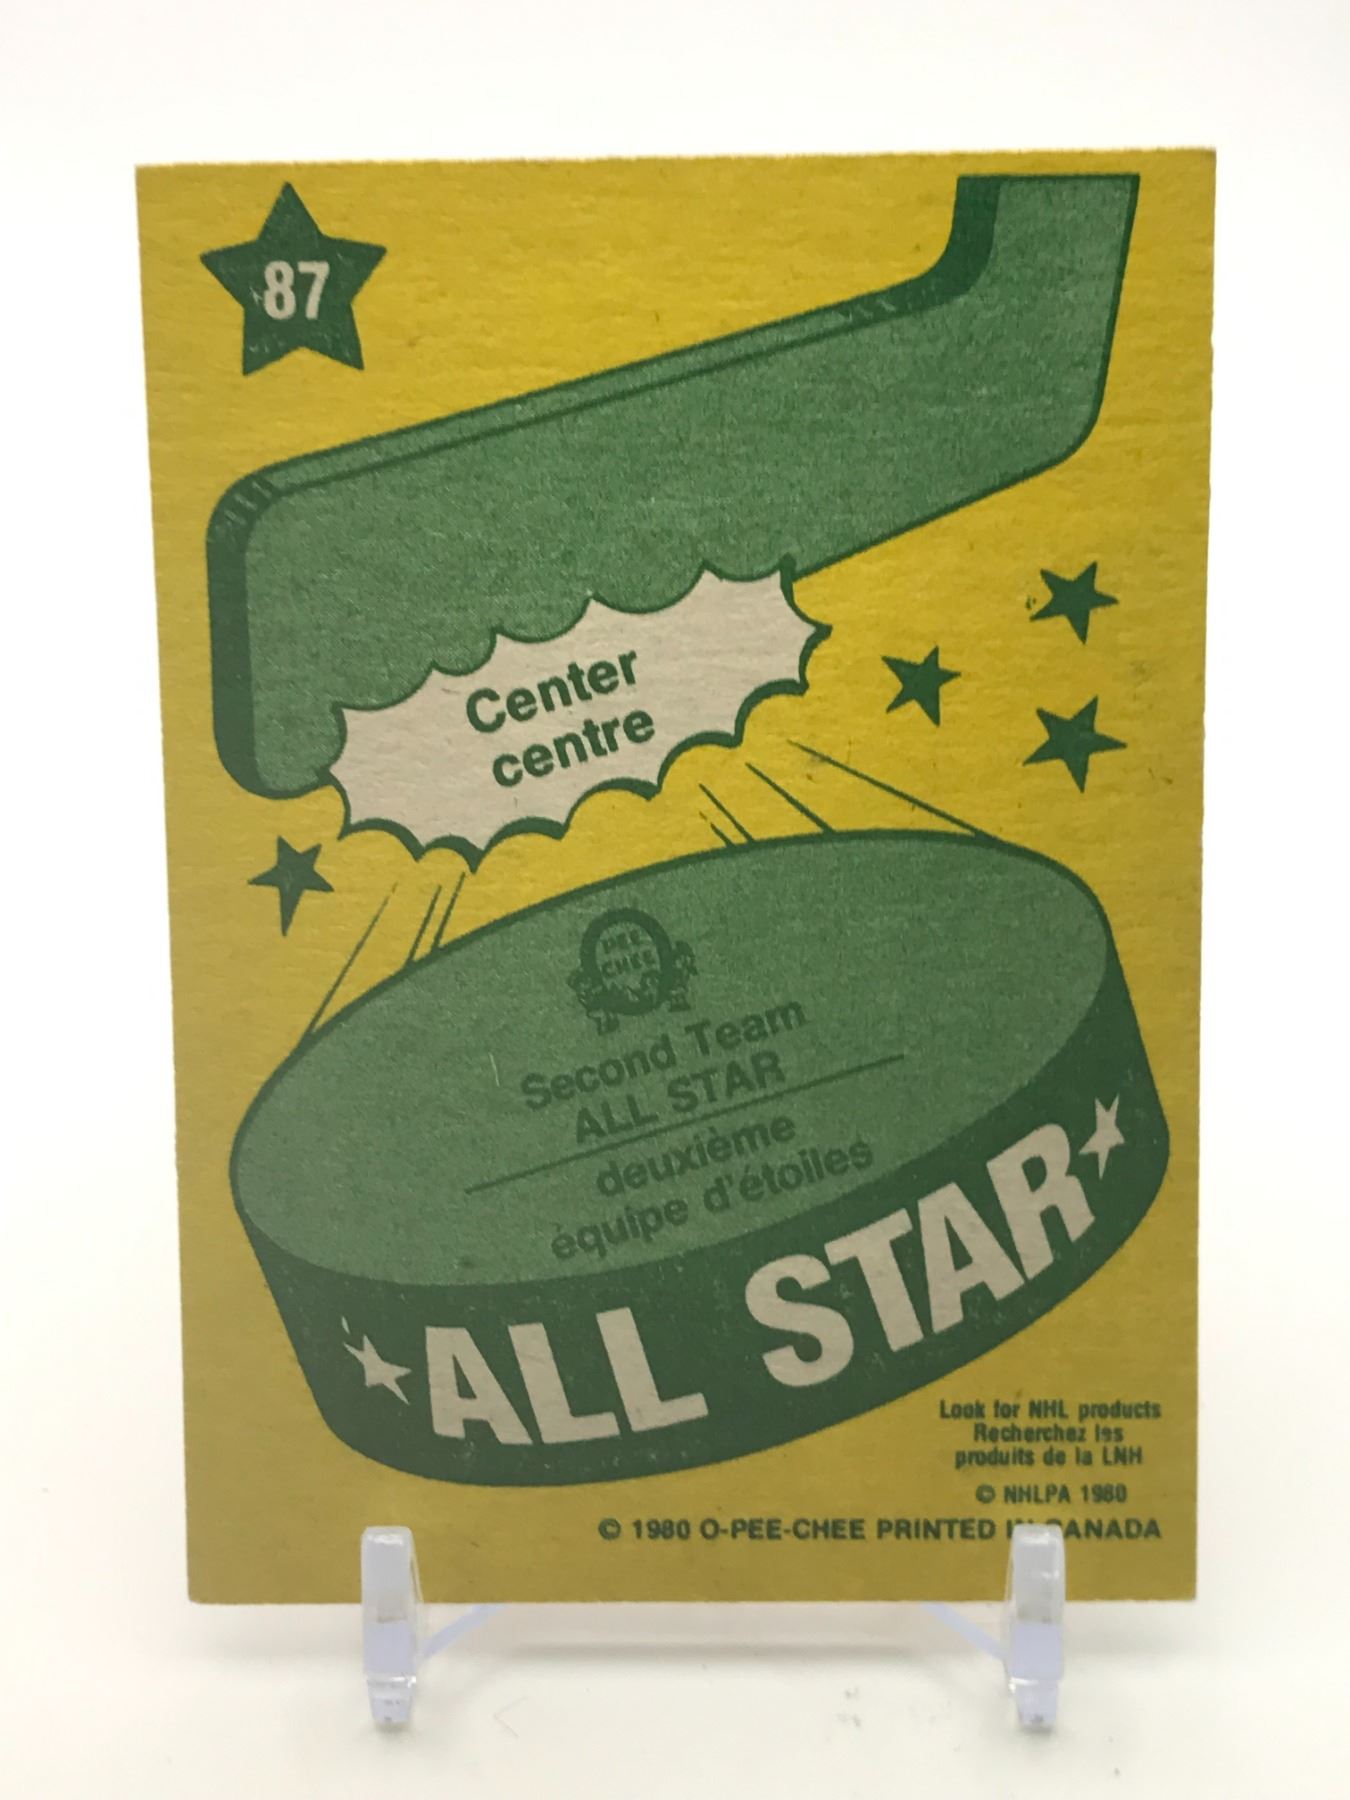 87
Center
centre
PEE
CHEE
Second Team
ALL STAR
deuxième
équipe d'étoiles
ALL STAR
Look for NHL products
Recherchez les
produits de la LNH
© NHLPA 1980
© 1980 O-PEE-CHEE PRINTED IN CANADA